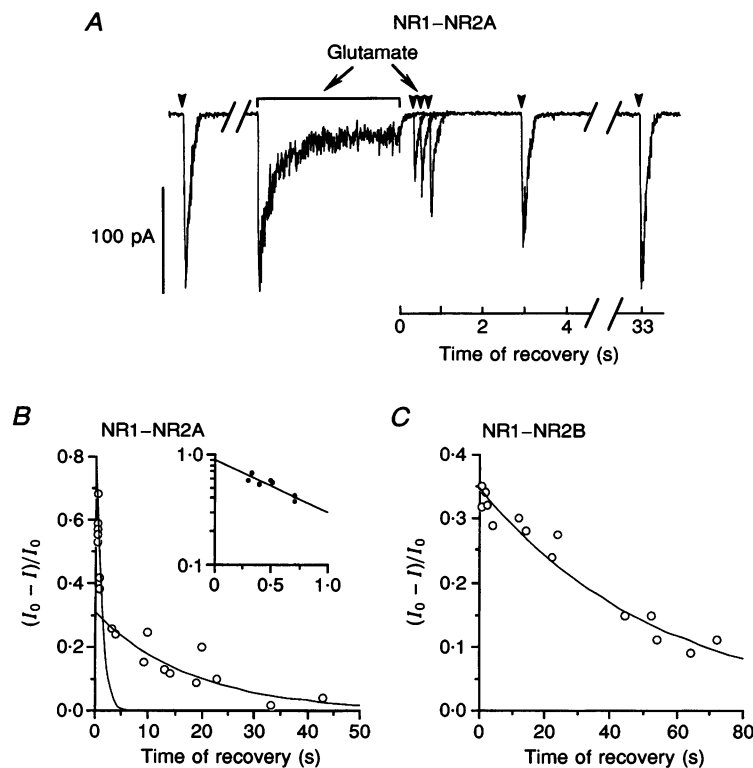 A
NR1–NR2A
Glutamate
100 pA
0 2 4 33
Time of recovery (s)
B
NR1–NR2A
(I₀ – I)/I₀
0·8
0·6
0·4
0·2
0·0
0 10 20 30 40 50
Time of recovery (s)
1·0
0·1
0 0·5 1·0
C
NR1–NR2B
(I₀ – I)/I₀
0·4
0·3
0·2
0·1
0·0
0 20 40 60 80
Time of recovery (s)